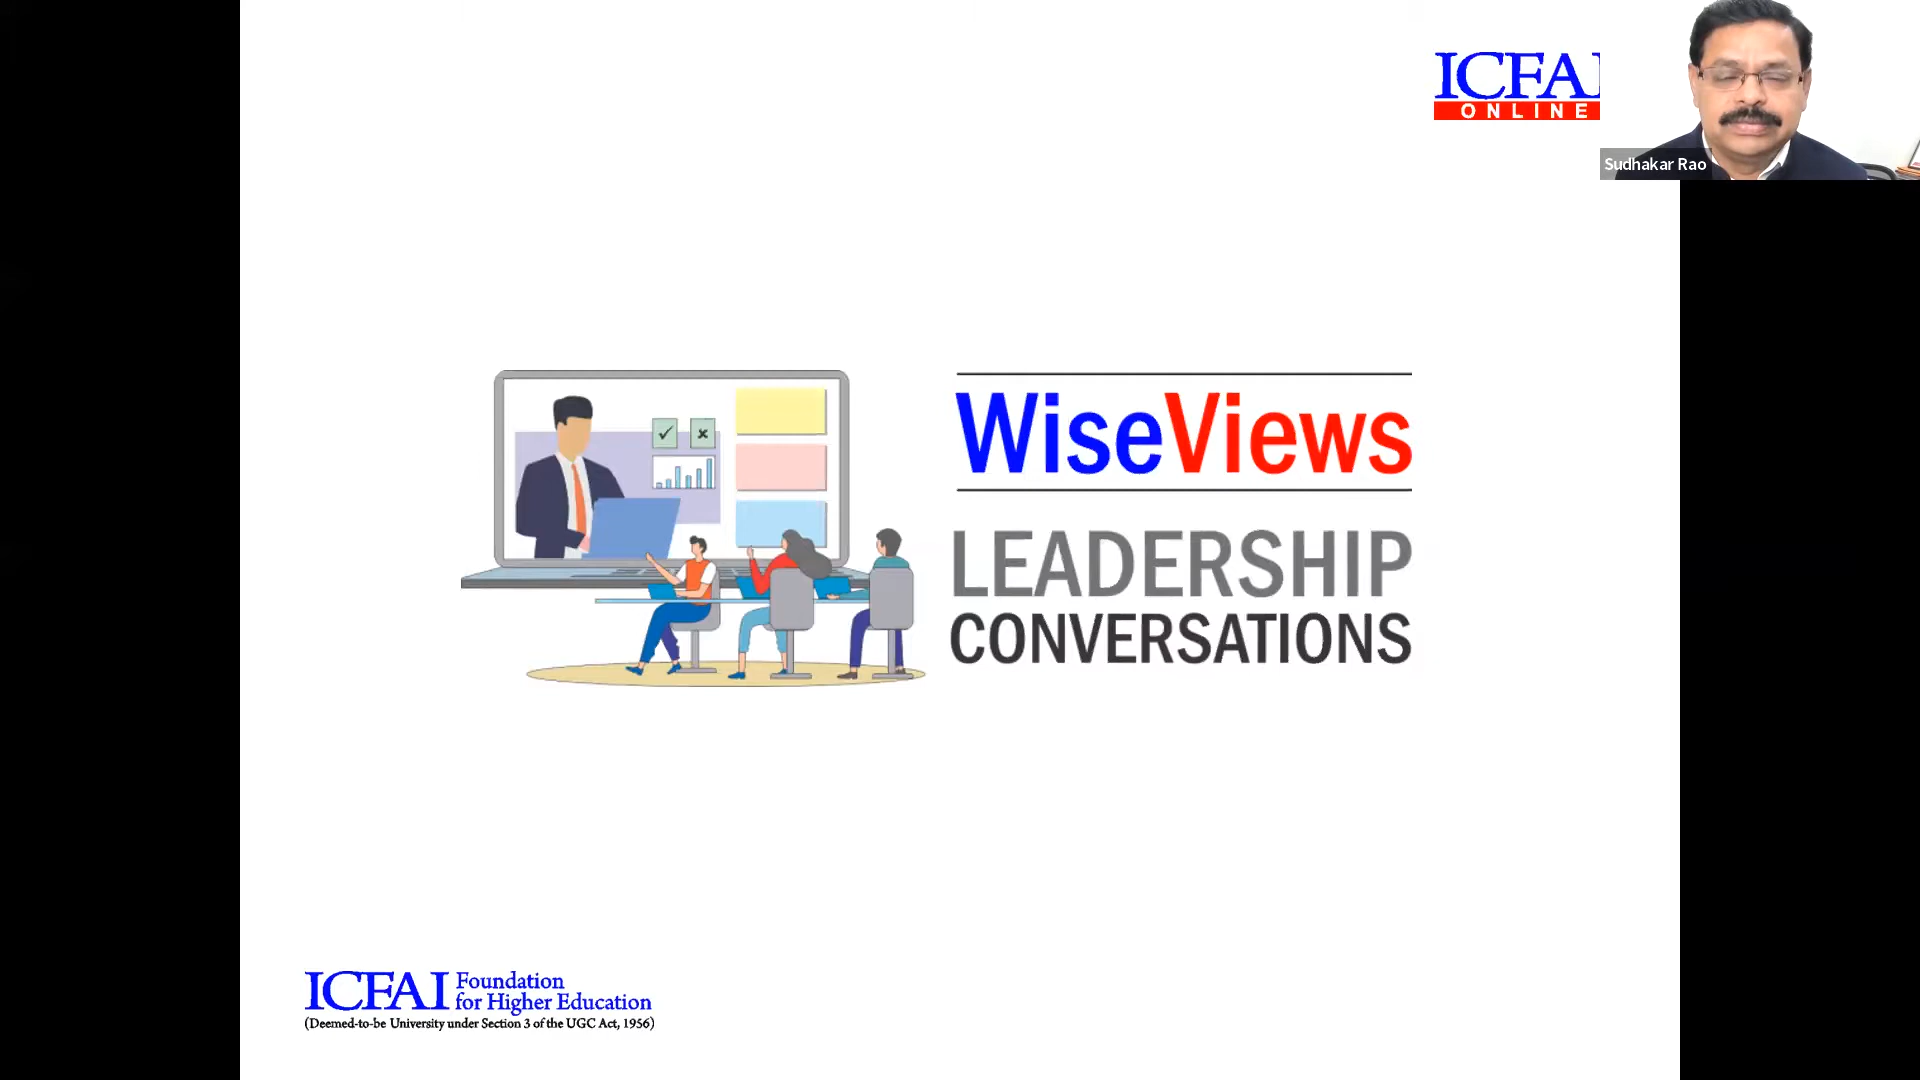 ICFAI
ONLINE
Sudhakar Rao
WiseViews
LEADERSHIP
CONVERSATIONS
ICFAI Foundation
for Higher Education
(Deemed-to-be University under Section 3 of the UGC Act, 1956)